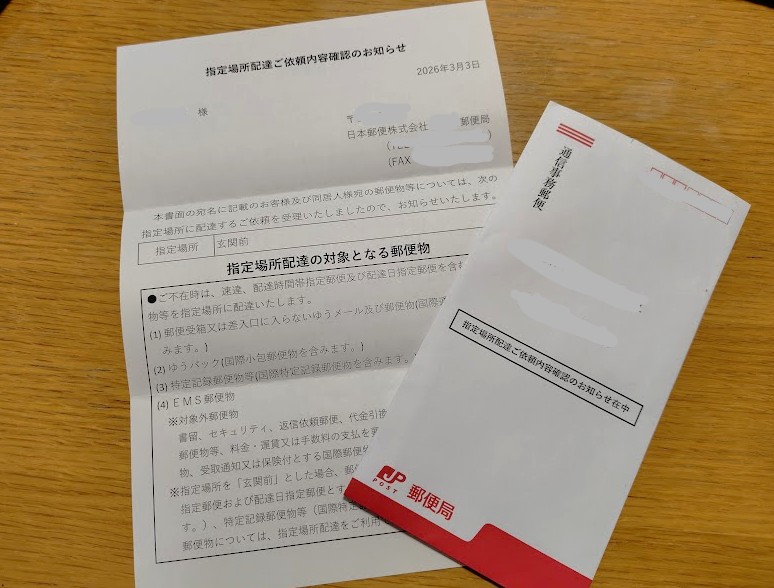 指定場所配達ご依頼内容確認のお知らせ
2026年3月3日
様
〒
日本郵便株式会社 郵便局
(TEL )
(FAX )
本書面の宛名に記載のお客様及び同居人様宛の郵便物等については、次の
指定場所に配達するご依頼を受理いたしましたので、お知らせいたします。
指定場所 玄関前
指定場所配達の対象となる郵便物
●ご不在時は、速達、配達時間帯指定郵便及び配達日指定郵便を含む
物等を指定場所に配達いたします。
(1) 郵便受箱又は差入口に入らないゆうメール及び郵便物(国際
みます。)
(2) ゆうパック(国際小包郵便物を含みます。)
(3) 特定記録郵便物等(国際特定記録郵便物を含みます。
(4) EMS郵便物
※対象外郵便物
書留、セキュリティ、返信依頼郵便、代金引換
郵便物等、料金・運賃又は手数料の支払を
物、受取通知又は保険付とする国際郵便物
※指定場所を「玄関前」とした場合、郵便
指定郵便および配達日指定郵便と
す。)、特定記録郵便物等(国際特定
郵便物については、指定場所配達をご利用
通信事務郵便
指定場所配達ご依頼内容確認のお知らせ在中
JP
POST
郵便局